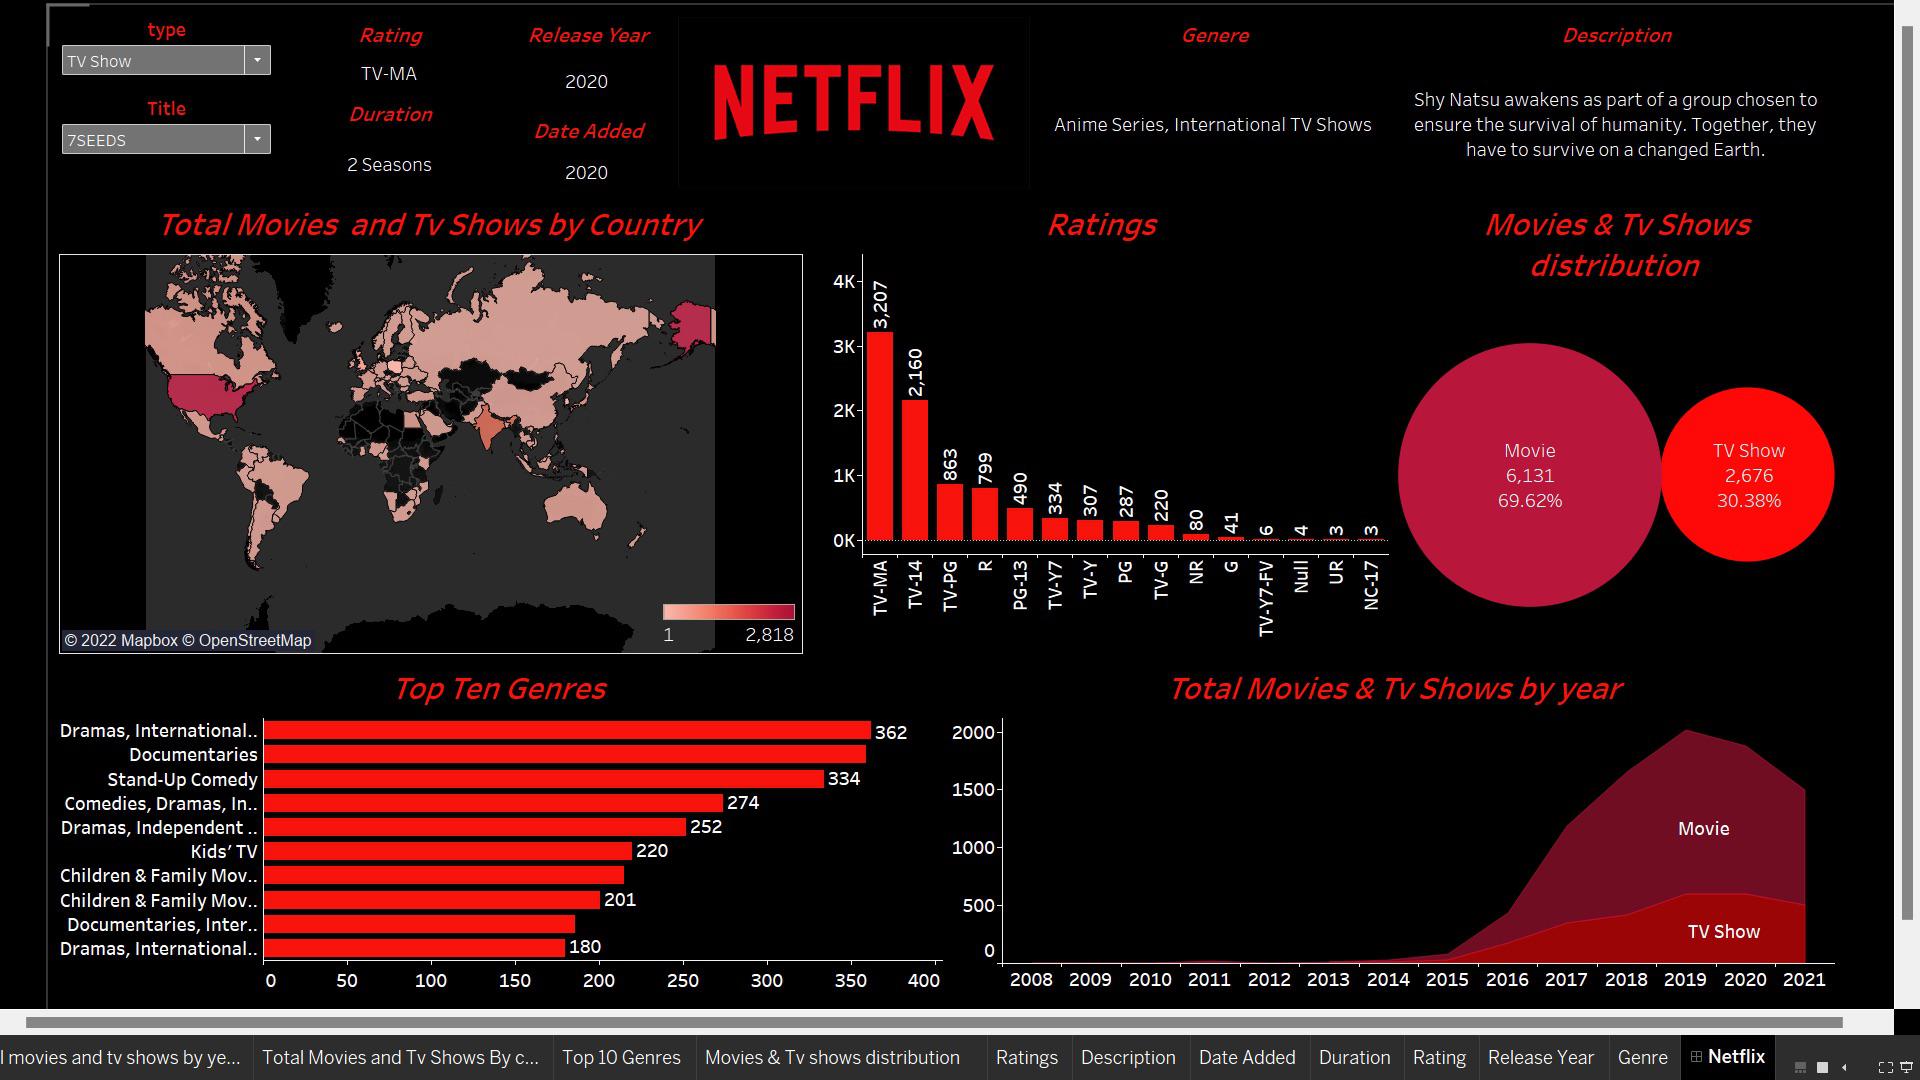 type
TV Show
Title
7SEEDS
Rating
TV-MA
Duration
2 Seasons
Release Year
2020
Date Added
2020
NETFLIX
Genere
Anime Series, International TV Shows
Description
Shy Natsu awakens as part of a group chosen to
ensure the survival of humanity. Together, they
have to survive on a changed Earth.
Total Movies and Tv Shows by Country
© 2022 Mapbox © OpenStreetMap
1
2,818
Ratings
4K
3K
2K
1K
0K
3,207
2,160
863
799
490
334
307
287
220
80
41
6
4
3
3
TV-MA
TV-14
TV-PG
R
PG-13
TV-Y7
TV-Y
PG
TV-G
NR
G
TV-Y7-FV
Null
UR
NC-17
Movies & Tv Shows
distribution
Movie
6,131
69.62%
TV Show
2,676
30.38%
Top Ten Genres
Dramas, International.. 362
Documentaries
Stand-Up Comedy 334
Comedies, Dramas, In.. 274
Dramas, Independent .. 252
Kids’ TV 220
Children & Family Mov..
Children & Family Mov.. 201
Documentaries, Inter..
Dramas, International.. 180
0 50 100 150 200 250 300 350 400
Total Movies & Tv Shows by year
2000
1500
1000
500
0
Movie
TV Show
2008 2009 2010 2011 2012 2013 2014 2015 2016 2017 2018 2019 2020 2021
l movies and tv shows by ye... Total Movies and Tv Shows By c... Top 10 Genres Movies & Tv shows distribution Ratings Description Date Added Duration Rating Release Year Genre Netflix